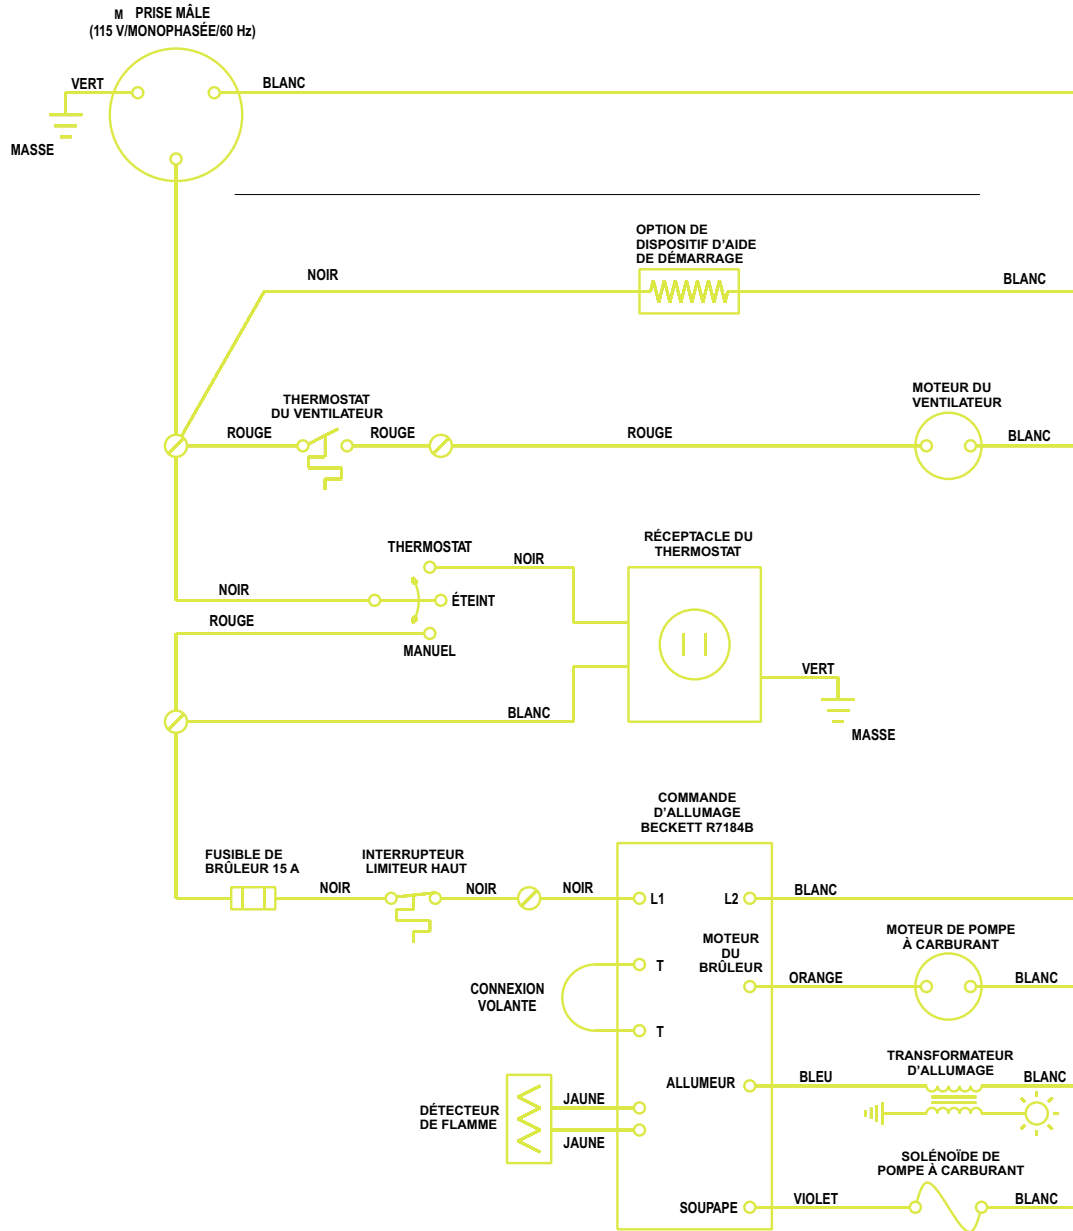 M PRISE MÂLE
(115 V/MONOPHASÉE/60 Hz)
VERT
BLANC
MASSE
OPTION DE
DISPOSITIF D'AIDE
DE DÉMARRAGE
NOIR
BLANC
THERMOSTAT
DU VENTILATEUR
MOTEUR DU
VENTILATEUR
ROUGE
ROUGE
ROUGE
BLANC
THERMOSTAT
NOIR
RÉCEPTACLE DU
THERMOSTAT
NOIR
ÉTEINT
ROUGE
MANUEL
VERT
BLANC
MASSE
COMMANDE
D'ALLUMAGE
BECKETT R7184B
FUSIBLE DE
BRÛLEUR 15 A
INTERRUPTEUR
LIMITEUR HAUT
NOIR
NOIR
NOIR
L1
L2
BLANC
MOTEUR
DU
BRÛLEUR
MOTEUR DE POMPE
À CARBURANT
T
ORANGE
BLANC
CONNEXION
VOLANTE
T
TRANSFORMATEUR
D'ALLUMAGE
ALLUMEUR
BLEU
BLANC
DÉTECTEUR
DE FLAMME
JAUNE
JAUNE
SOLÉNOÏDE DE
POMPE À CARBURANT
SOUPAPE
VIOLET
BLANC